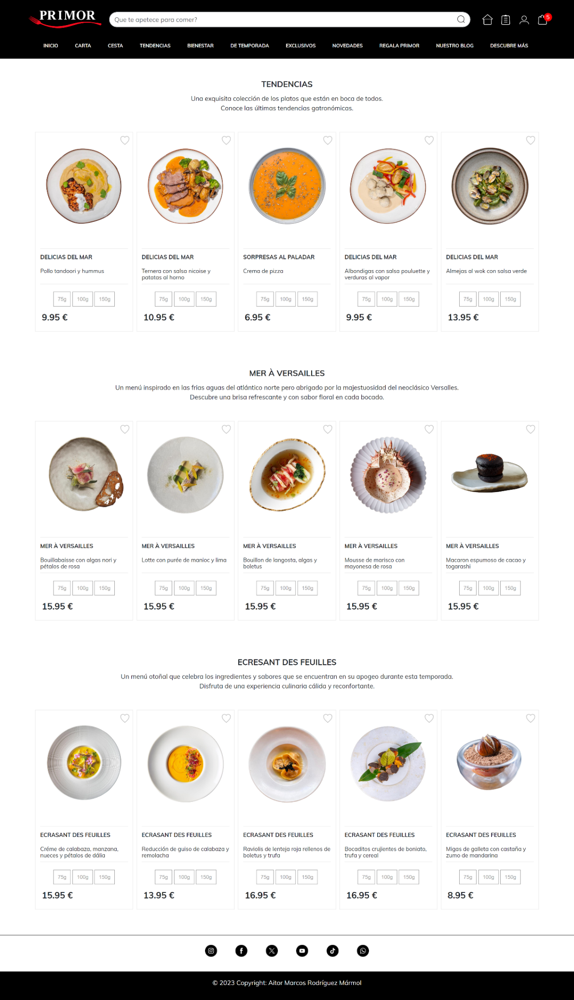 PRIMOR
Que te apetece para comer?
5
INICIO CARTA CESTA TENDENCIAS BIENESTAR DE TEMPORADA EXCLUSIVOS NOVEDADES REGALA PRIMOR NUESTRO BLOG DESCUBRE MÁS
TENDENCIAS
Una exquisita colección de los platos que están en boca de todos.
Conoce las últimas tendencias gatronómicas.
DELICIAS DEL MAR
Pollo tandoori y hummus
75g 100g 150g
9.95 €
DELICIAS DEL MAR
Ternera con salsa nicoise y
patatas al horno
75g 100g 150g
10.95 €
SORPRESAS AL PALADAR
Crema de pizza
75g 100g 150g
6.95 €
DELICIAS DEL MAR
Albondigas con salsa pouluette y
verduras al vapor
75g 100g 150g
9.95 €
DELICIAS DEL MAR
Almejas al wok con salsa verde
75g 100g 150g
13.95 €
MER À VERSAILLES
Un menú inspirado en las frias aguas del atlántico norte pero abrigado por la majestuosidad del neoclásico Versalles.
Descubre una brisa refrescante y con sabor floral en cada bocado.
MER À VERSAILLES
Bouillabaisse con algas nori y
pétalos de rosa
75g 100g 150g
15.95 €
MER À VERSAILLES
Lotte con purée de manioc y lima
75g 100g 150g
15.95 €
MER À VERSAILLES
Bouillon de langosta, algas y
boletus
75g 100g 150g
15.95 €
MER À VERSAILLES
Mousse de marisco con
mayonesa de rosa
75g 100g 150g
15.95 €
MER À VERSAILLES
Macaron espumoso de cacao y
togarashi
75g 100g 150g
15.95 €
ECRESANT DES FEUILLES
Un menú otoñal que celebra los ingredientes y sabores que se encuentran en su apogeo durante esta temporada.
Disfruta de una experiencia culinaria cálida y reconfortante.
ECRASANT DES FEUILLES
Créme de calabaza, manzana,
nueces y pétalos de dália
75g 100g 150g
15.95 €
ECRASANT DES FEUILLES
Reducción de guiso de calabaza y
remolacha
75g 100g 150g
13.95 €
ECRASANT DES FEUILLES
Raviolis de lenteja roja rellenos de
boletus y trufa
75g 100g 150g
16.95 €
ECRASANT DES FEUILLES
Bocaditos crujientes de boniato,
trufa y cereal
75g 100g 150g
16.95 €
ECRASANT DES FEUILLES
Migas de galleta con castaña y
zumo de mandarina
75g 100g 150g
8.95 €
© 2023 Copyright: Aitor Marcos Rodríguez Mármol